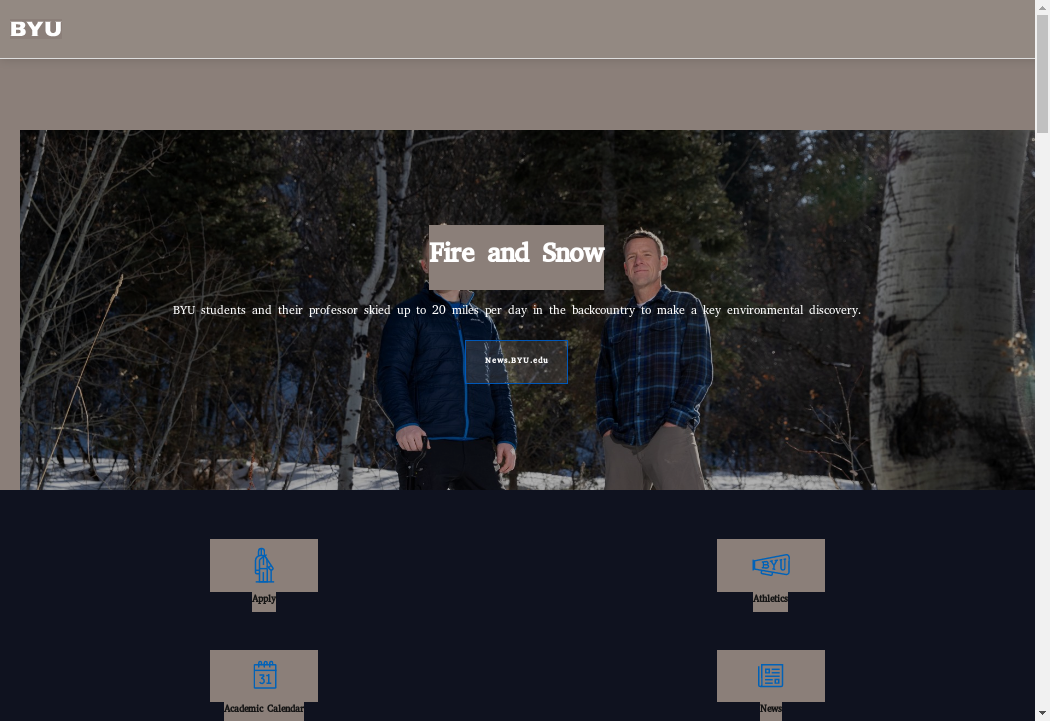 BYU
Fire and Snow
BYU students and their professor skied up to 20 miles per day in the backcountry to make a key environmental discovery.
News.BYU.edu
BYU
Apply
Athletics
31
Academic Calendar
News